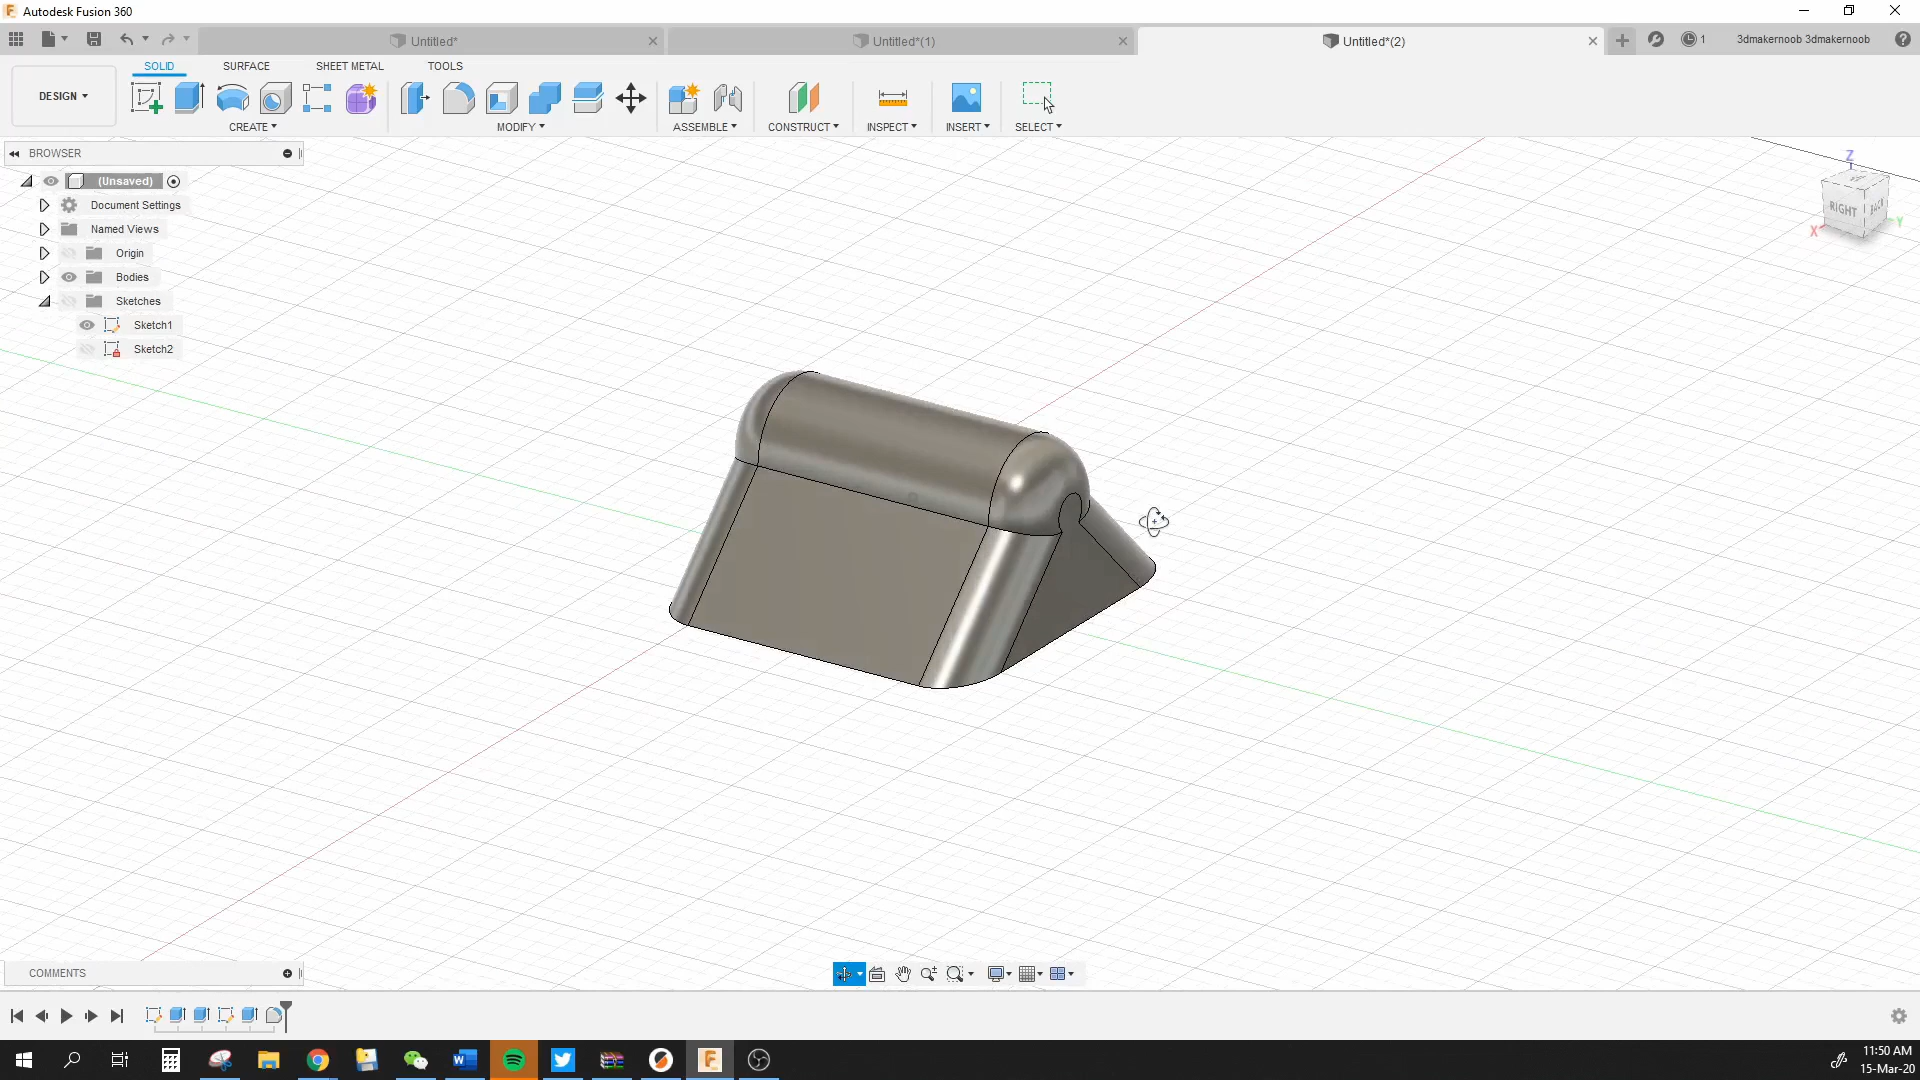 Autodesk Fusion 360
Untitled*
Untitled*(1)
Untitled*(2)
1
3dmakernoob 3dmakernoob
SOLID
SURFACE
SHEET METAL
TOOLS
DESIGN
CREATE
MODIFY
ASSEMBLE
CONSTRUCT
INSPECT
INSERT
SELECT
BROWSER
(Unsaved)
Document Settings
Named Views
Origin
Bodies
Sketches
Sketch1
Sketch2
Z
RIGHT
BACK
X
Y
COMMENTS
11:50 AM
15-Mar-20